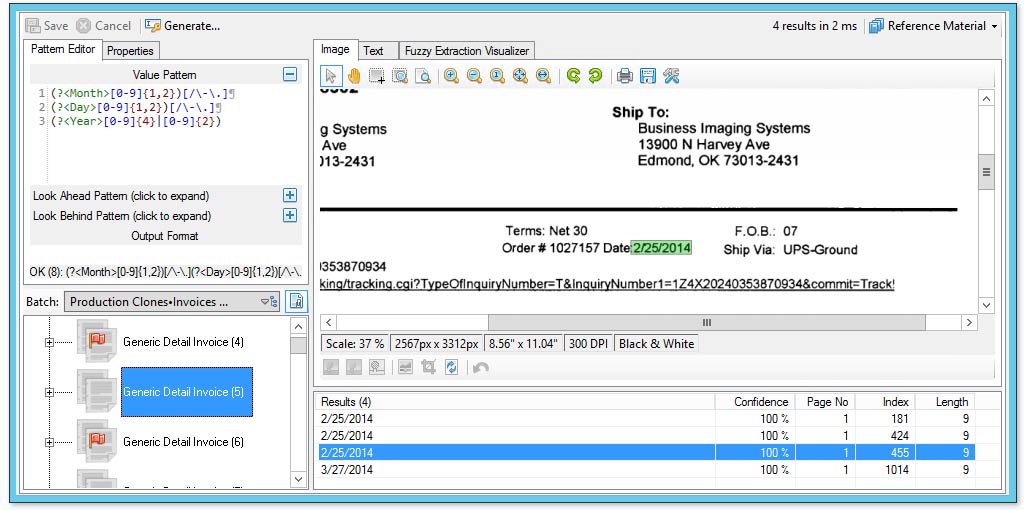 Save Cancel Generate... 4 results in 2 ms Reference Material
Pattern Editor Properties
Value Pattern
1 (?<Month>[0-9]{1,2})[/\-\.]¶
2 (?<Day>[0-9]{1,2})[/\-\.]¶
3 (?<Year>[0-9]{4}|[0-9]{2})
Look Ahead Pattern (click to expand)
Look Behind Pattern (click to expand)
Output Format
OK (8): (?<Month>[0-9]{1,2})[/\-\.](?<Day>[0-9]{1,2})[/\-\.
Batch: Production Clones•Invoices ...
Generic Detail Invoice (4)
Generic Detail Invoice (5)
Generic Detail Invoice (6)
Image Text Fuzzy Extraction Visualizer
Ship To:
g Systems Business Imaging Systems
Ave 13900 N Harvey Ave
013-2431 Edmond, OK 73013-2431
Terms: Net 30 F.O.B.: 07
Order # 1027157 Date: 2/25/2014 Ship Via: UPS-Ground
0353870934
king/tracking.cgi?TypeOfInquiryNumber=T&InquiryNumber1=1Z4X20240353870934&commit=Track!
Scale: 37 % 2567px x 3312px 8.56" x 11.04" 300 DPI Black & White
Results (4) Confidence Page No Index Length
2/25/2014 100 % 1 181 9
2/25/2014 100 % 1 424 9
2/25/2014 100 % 1 455 9
3/27/2014 100 % 1 1014 9